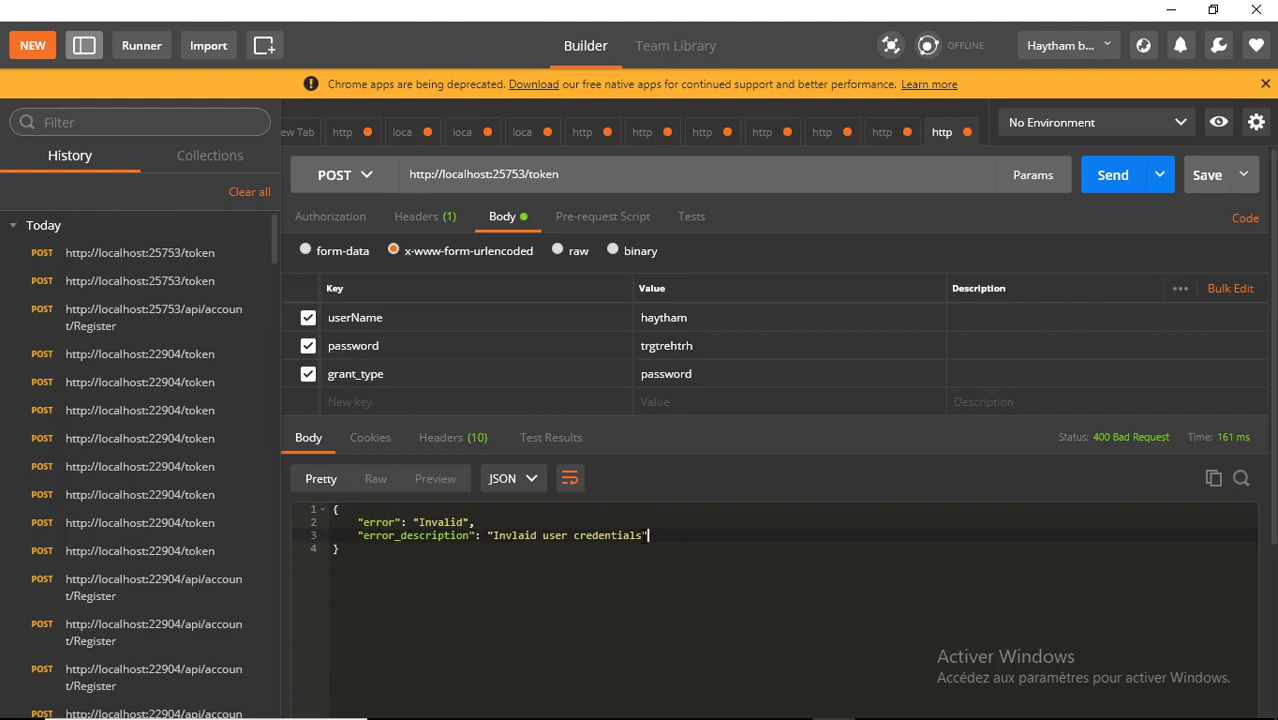 NEW Runner Import Builder Team Library OFFLINE Haytham b...
Chrome apps are being deprecated. Download our free native apps for continued support and better performance. Learn more
Filter
ew Tab http loca loca loca http http http http http http http No Environment
History Collections
POST http://localhost:25753/token Params Send Save
Clear all
Authorization Headers (1) Body Pre-request Script Tests Code
Today
form-data x-www-form-urlencoded raw binary
POST http://localhost:25753/token
POST http://localhost:25753/token
POST http://localhost:25753/api/accoun
t/Register
POST http://localhost:22904/token
POST http://localhost:22904/token
POST http://localhost:22904/token
POST http://localhost:22904/token
POST http://localhost:22904/token
POST http://localhost:22904/token
POST http://localhost:22904/token
POST http://localhost:22904/token
POST http://localhost:22904/api/accoun
t/Register
POST http://localhost:22904/api/accoun
t/Register
POST http://localhost:22904/api/accoun
t/Register
POST http://localhost:22904/api/accoun
Key Value Description Bulk Edit
userName haytham
password trgtrehtrh
grant_type password
New key Value Description
Body Cookies Headers (10) Test Results Status: 400 Bad Request Time: 161 ms
Pretty Raw Preview JSON
1 {
2 "error": "Invalid",
3 "error_description": "Invlaid user credentials"
4 }
Activer Windows
Accédez aux paramètres pour activer Windows.